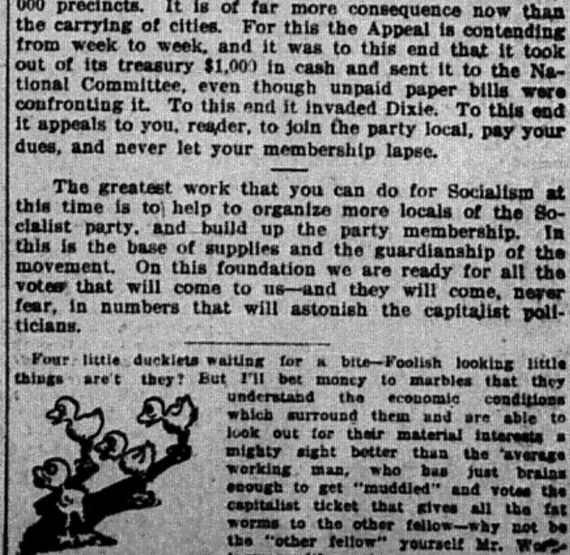 000 precincts. It is of far more consequence now than
the carrying of cities. For this the Appeal is contending
from week to week, and it was to this end that it took
out of its treasury $1,000 in cash and sent it to the Na-
tional Committee, even though unpaid paper bills were
confronting it. To this end it invaded Dixie. To this end
it appeals to you, reader, to join the party local, pay your
dues, and never let your membership lapse.
The greatest work that you can do for Socialism at
this time is to help to organize more locals of the So-
cialist party, and build up the party membership. In
this is the base of supplies and the guardianship of the
movement. On this foundation we are ready for all the
votes that will come to us—and they will come, never
fear, in numbers that will astonish the capitalist poli-
ticians.
Four little ducklets waiting for a bite—Foolish looking little
things are't they? But I'll bet money to marbles that they
understand the economic conditions
which surround them and are able to
look out for their material interests a
mighty sight better than the average
working man, who has just brains
enough to get "muddled" and votes the
capitalist ticket that gives all the fat
worms to the other fellow—why not be
the "other fellow" yourself Mr.